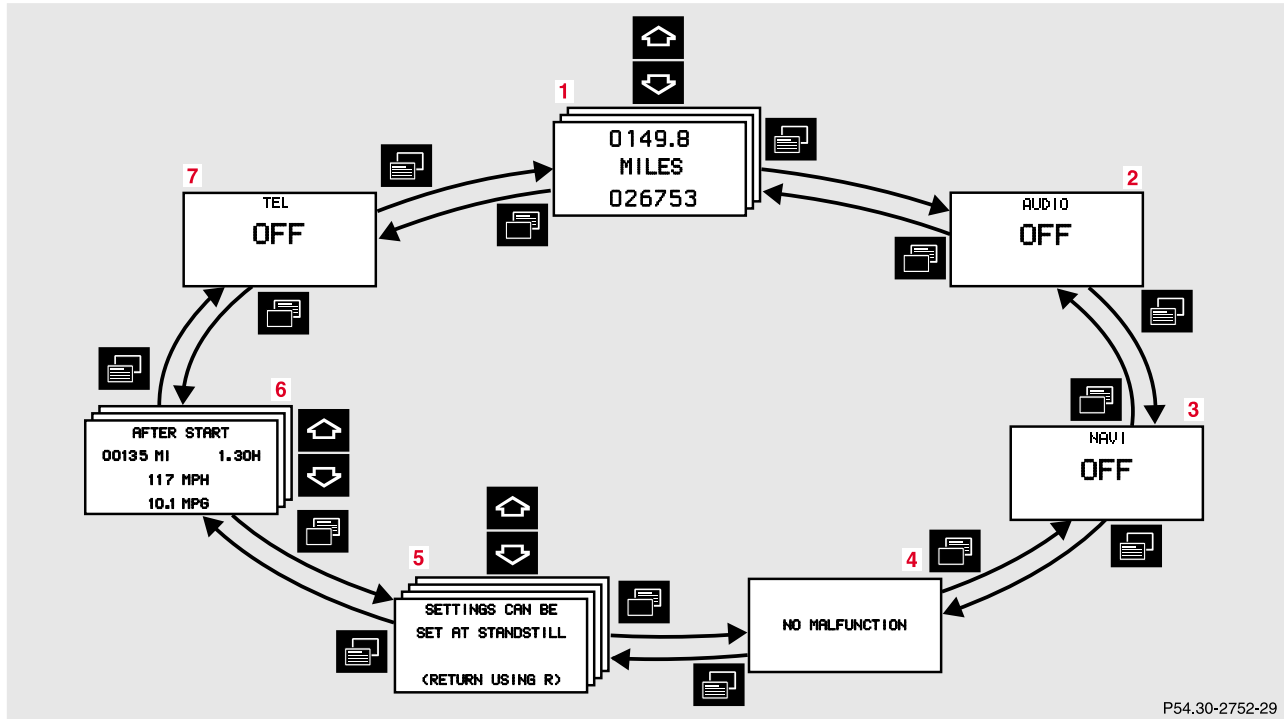 1
0149.8
MILES
026753
2
AUDIO
OFF
3
NAVI
OFF
4
NO MALFUNCTION
5
SETTINGS CAN BE
SET AT STANDSTILL
(RETURN USING R)
6
AFTER START
00135 MI 1.30H
117 MPH
10.1 MPG
7
TEL
OFF
P54.30-2752-29